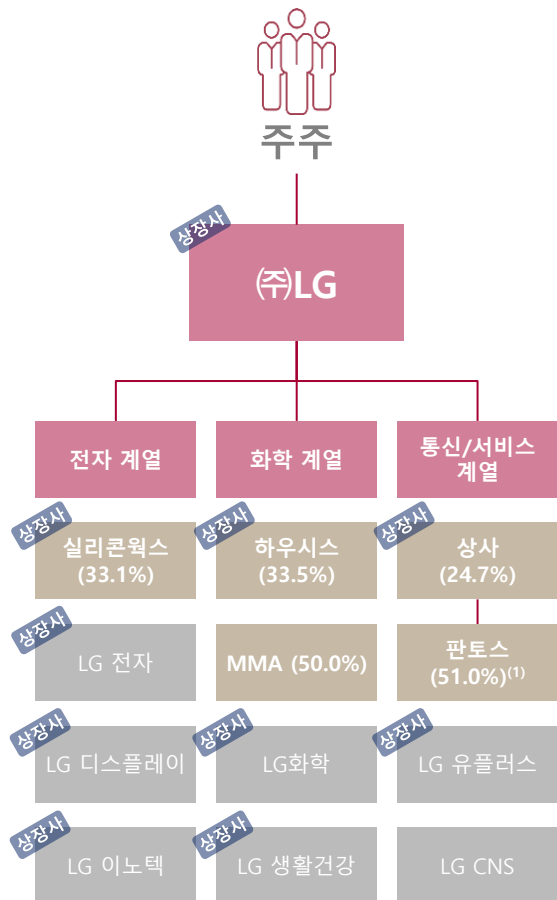 주주
상장사
㈜LG
전자 계열
화학 계열
통신/서비스
계열
상장사
실리콘웍스
(33.1%)
상장사
하우시스
(33.5%)
상장사
상사
(24.7%)
상장사
LG 전자
MMA (50.0%)
판토스
(51.0%)(1)
상장사
LG 디스플레이
상장사
LG화학
상장사
LG 유플러스
상장사
LG 이노텍
상장사
LG 생활건강
LG CNS